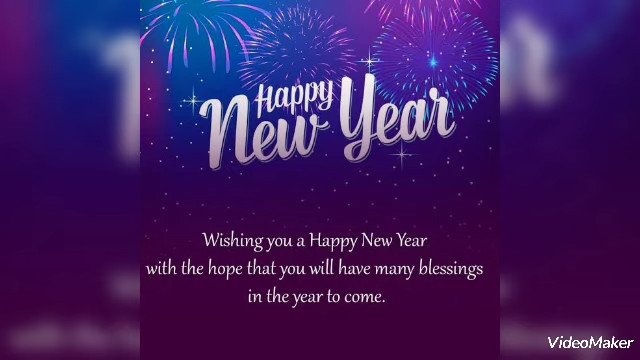 Happy
New Year
Wishing you a Happy New Year
with the hope that you will have many blessings
in the year to come.
VideoMaker